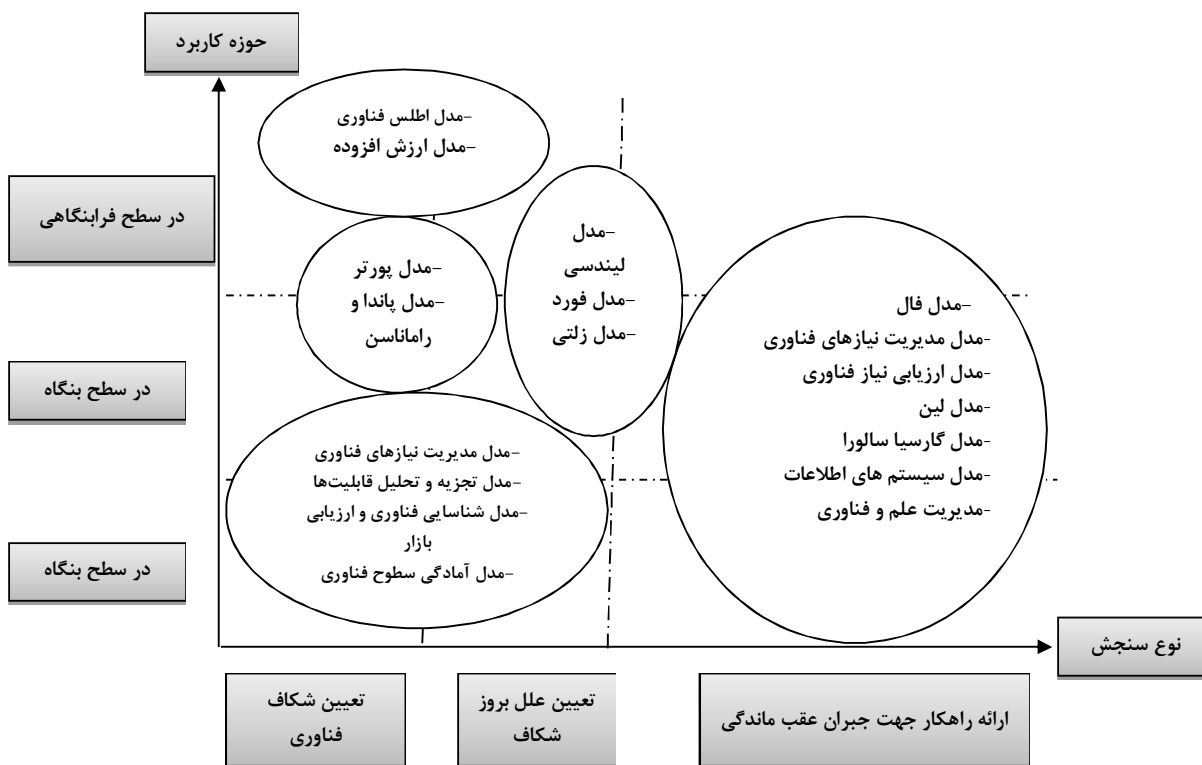 حوزه کاربرد
-مدل اطلس فناوری
-مدل ارزش افزوده
در سطح فرابنگاهی
-مدل
لیندسی
-مدل فورد
-مدل زلتی
-مدل پورتر
-مدل پاندا و
راماناسن
-مدل فال
-مدل مدیریت نیازهای فناوری
-مدل ارزیابی نیاز فناوری
-مدل لین
-مدل گارسیا سالورا
-مدل سیستم های اطلاعات
-مدیریت علم و فناوری
در سطح بنگاه
-مدل مدیریت نیازهای فناوری
-مدل تجزیه و تحلیل قابلیت‌ها
-مدل شناسایی فناوری و ارزیابی
بازار
-مدل آمادگی سطوح فناوری
در سطح بنگاه
نوع سنجش
تعیین شکاف
فناوری
تعیین علل بروز
شکاف
ارائه راهکار جهت جبران عقب ماندگی